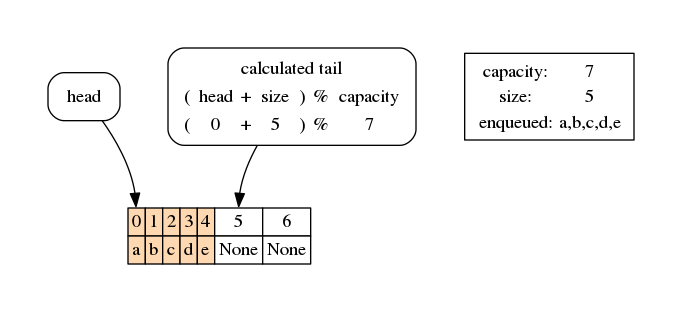 head
calculated tail
( head + size ) % capacity
( 0 + 5 ) % 7
capacity: 7
size: 5
enqueued: a,b,c,d,e
0 1 2 3 4 5 6
a b c d e None None